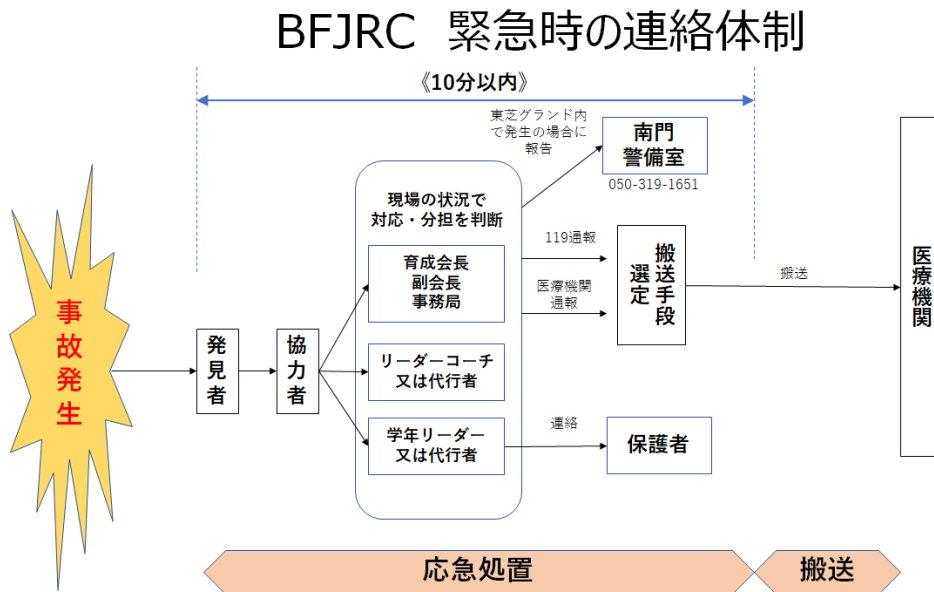 BFJRC 緊急時の連絡体制
《10分以内》
東芝グランド内
で発生の場合に
報告
南門
警備室
050-319-1651
現場の状況で
対応・分担を判断
育成会長
副会長
事務局
リーダーコーチ
又は代行者
学年リーダー
又は代行者
事故発生
発見者
協力者
119通報
医療機関
通報
搬送手段
選定
搬送
医療機関
連絡
保護者
応急処置
搬送